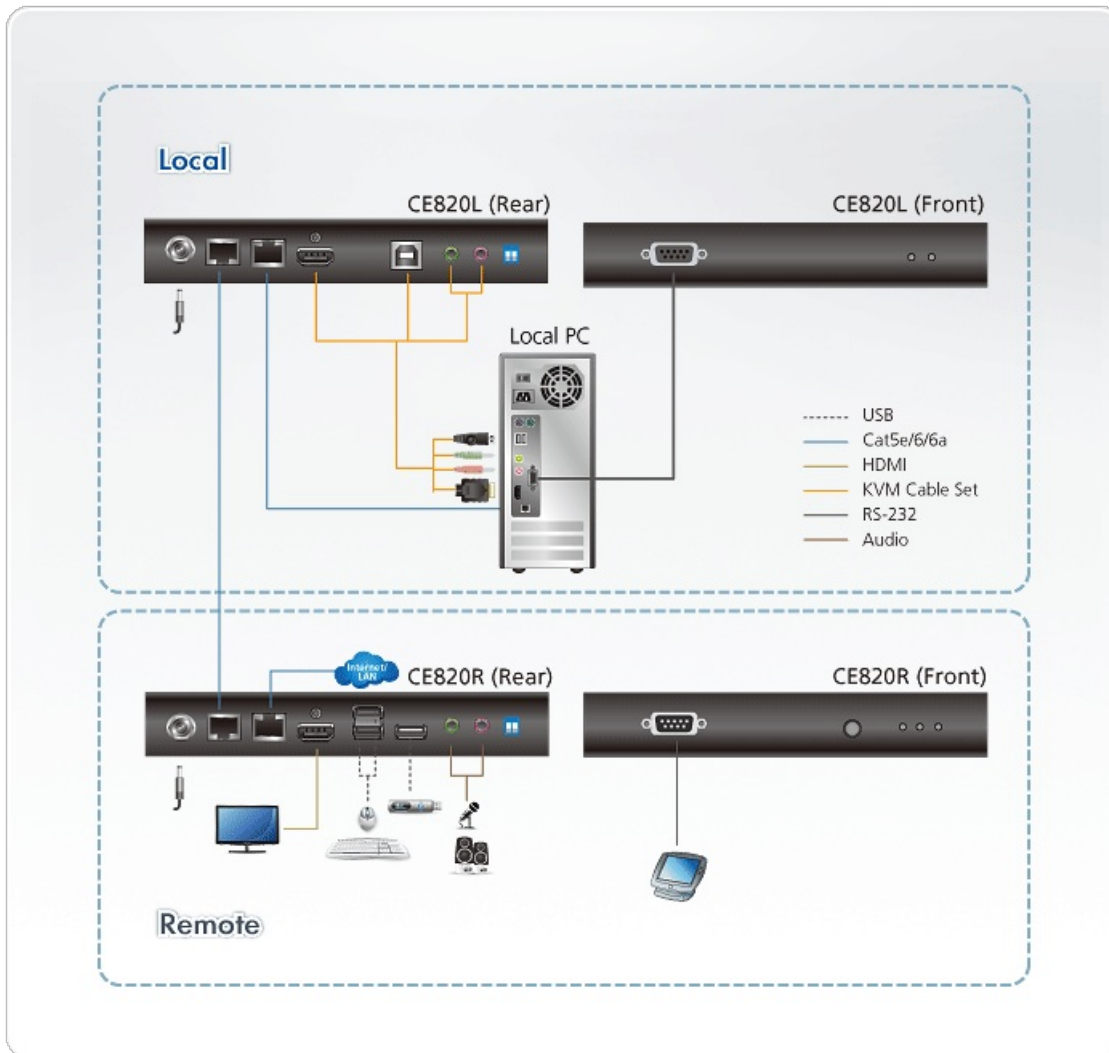 Local
CE820L (Rear)
CE820L (Front)
Local PC
USB
Cat5e/6/6a
HDMI
KVM Cable Set
RS-232
Audio
Internet/
LAN
CE820R (Rear)
CE820R (Front)
Remote